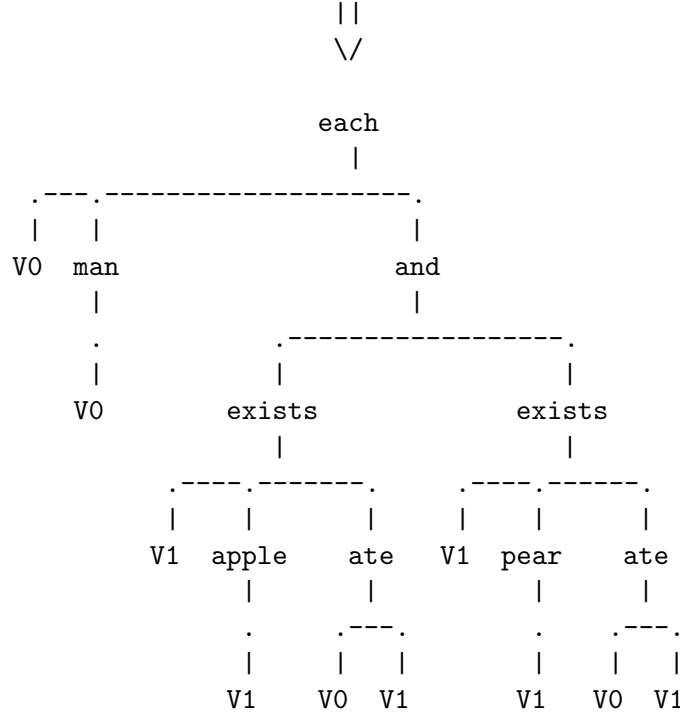 ||
\/
each
|
.---.--------------------.
| | |
V0 man and
| |
. .------------------.
| | |
V0 exists exists
| |
.----.-------. .----.------.
| | | | | |
V1 apple ate V1 pear ate
| | | |
. .---. . .---.
| | | | | |
V1 V0 V1 V1 V0 V1